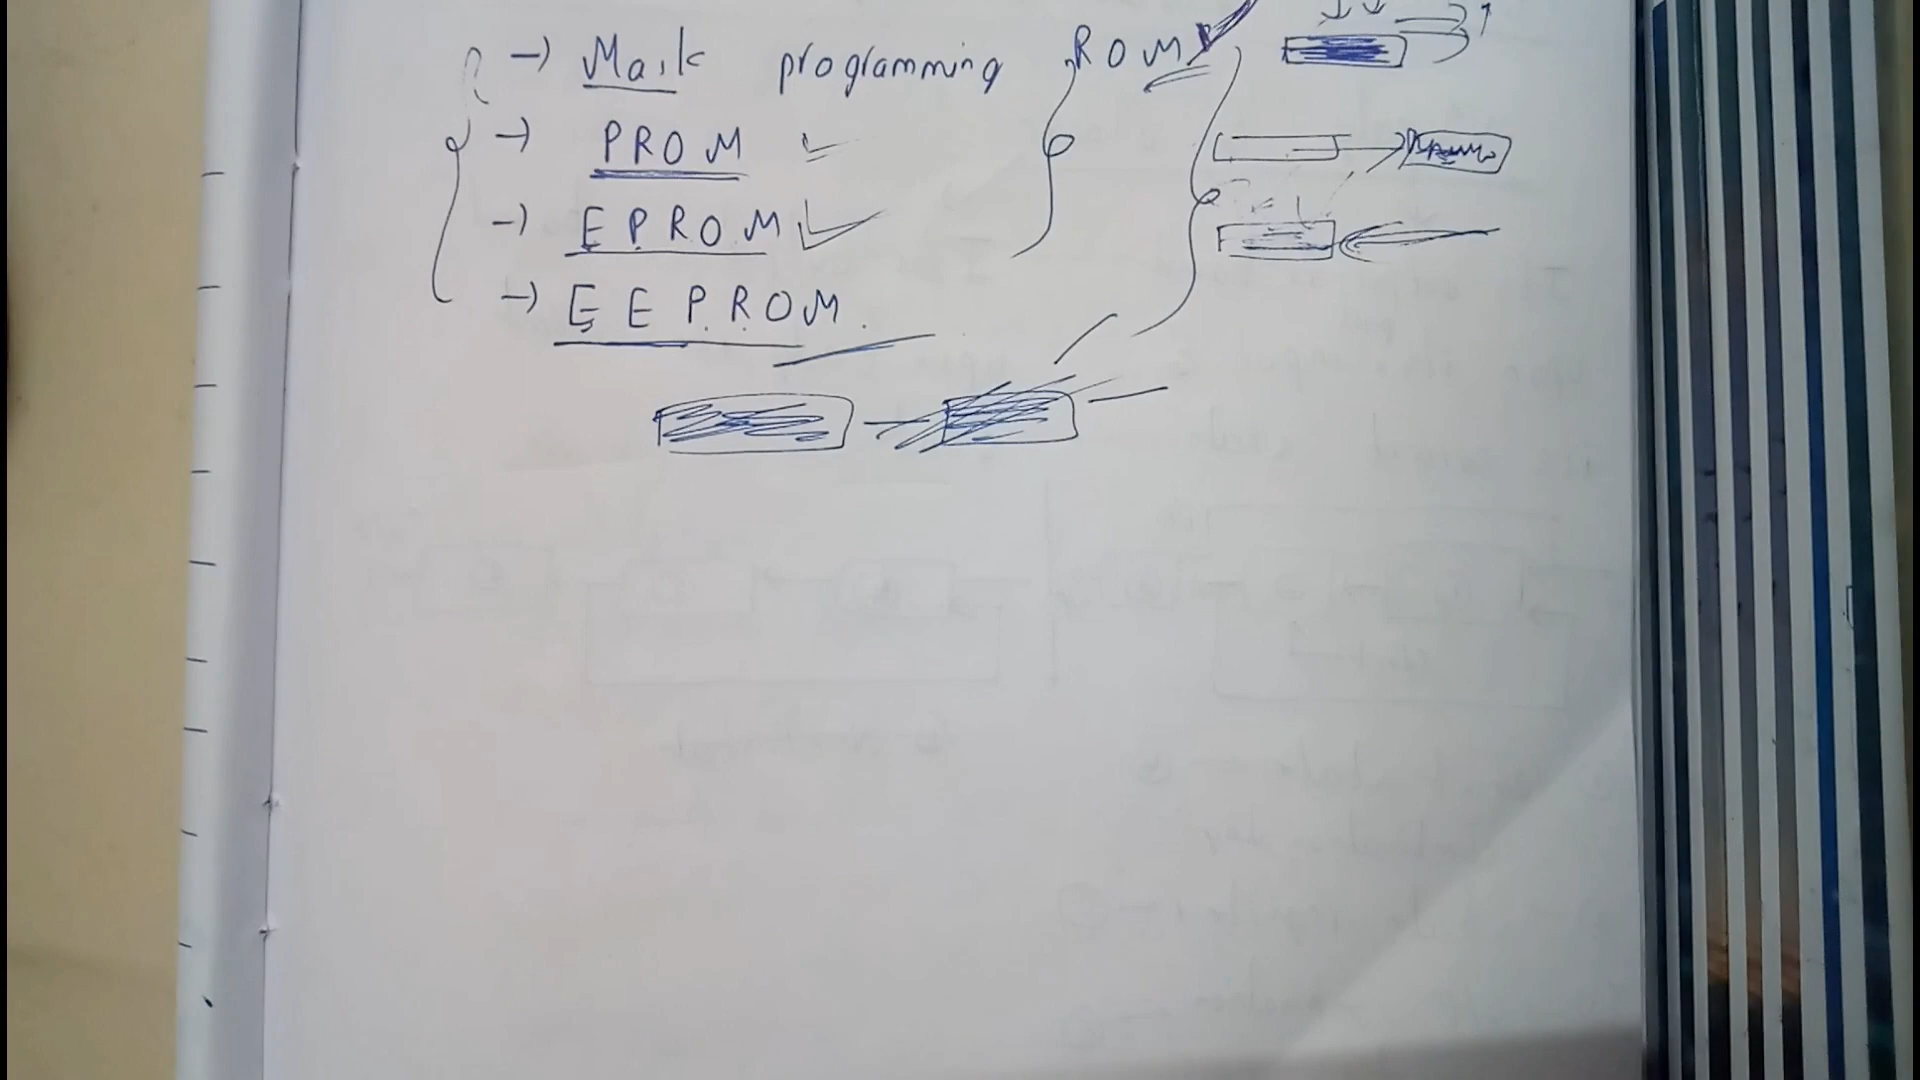 → Mask programming ROM
→ PROM
→ EPROM
→ EEPROM.